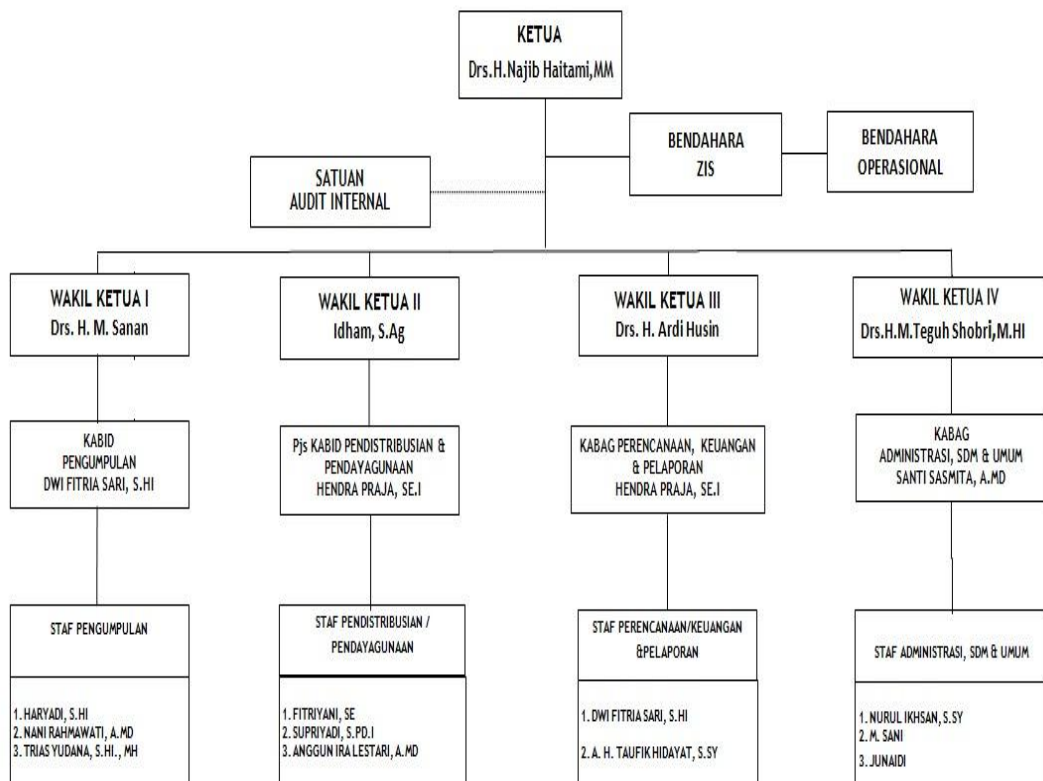 KETUA
Drs.H.Najib Haitami,MM
BENDAHARA
ZIS
BENDAHARA
OPERASIONAL
SATUAN
AUDIT INTERNAL
WAKIL KETUA I
Drs. H. M. Sanan
WAKIL KETUA II
Idham, S.Ag
WAKIL KETUA III
Drs. H. Ardi Husin
WAKIL KETUA IV
Drs.H.M.Teguh Shobri,M.HI
KABID
PENGUMPULAN
DWI FITRIA SARI, S.HI
Pjs KABID PENDISTRIBUSIAN &
PENDAYAGUNAAN
HENDRA PRAJA, SE.I
KABAG PERENCANAAN, KEUANGAN
& PELAPORAN
HENDRA PRAJA, SE.I
KABAG
ADMINISTRASI, SDM & UMUM
SANTI SASMITA, A.MD
STAF PENGUMPULAN
1. HARYADI, S.HI
2. NANI RAHMAWATI, A.MD
3. TRIAS YUDANA, S.HI., MH
STAF PENDISTRIBUSIAN /
PENDAYAGUNAAN
1. FITRIYANI, SE
2. SUPRIYADI, S.PD.I
3. ANGGUN IRA LESTARI, A.MD
STAF PERENCANAAN/KEUANGAN
&PELAPORAN
1. DWI FITRIA SARI, S.HI
2. A. H. TAUFIK HIDAYAT, S.SY
STAF ADMINISTRASI, SDM & UMUM
1. NURUL IKHSAN, S.SY
2. M. SANI
3. JUNAIDI